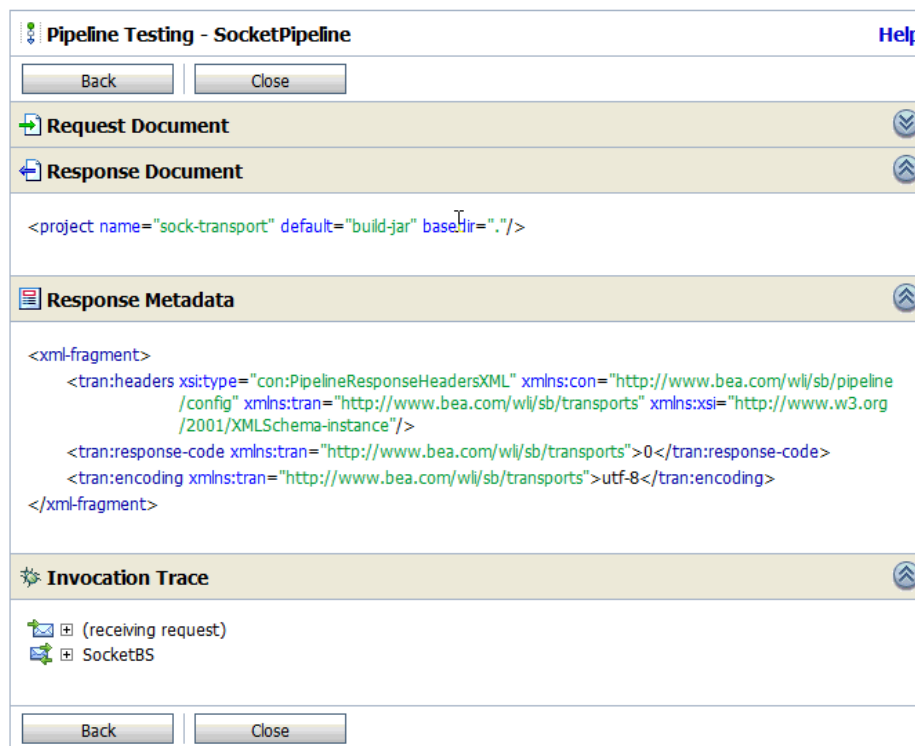 Pipeline Testing - SocketPipeline
Help
Back
Close
Request Document
Response Document
<project name="sock-transport" default="build-jar" basedir="."/>
Response Metadata
<xml-fragment>
<tran:headers xsi:type="con:PipelineResponseHeadersXML" xmlns:con="http://www.bea.com/wli/sb/pipeline
/config" xmlns:tran="http://www.bea.com/wli/sb/transports" xmlns:xsi="http://www.w3.org
/2001/XMLSchema-instance"/>
<tran:response-code xmlns:tran="http://www.bea.com/wli/sb/transports">0</tran:response-code>
<tran:encoding xmlns:tran="http://www.bea.com/wli/sb/transports">utf-8</tran:encoding>
</xml-fragment>
Invocation Trace
(receiving request)
SocketBS
Back
Close